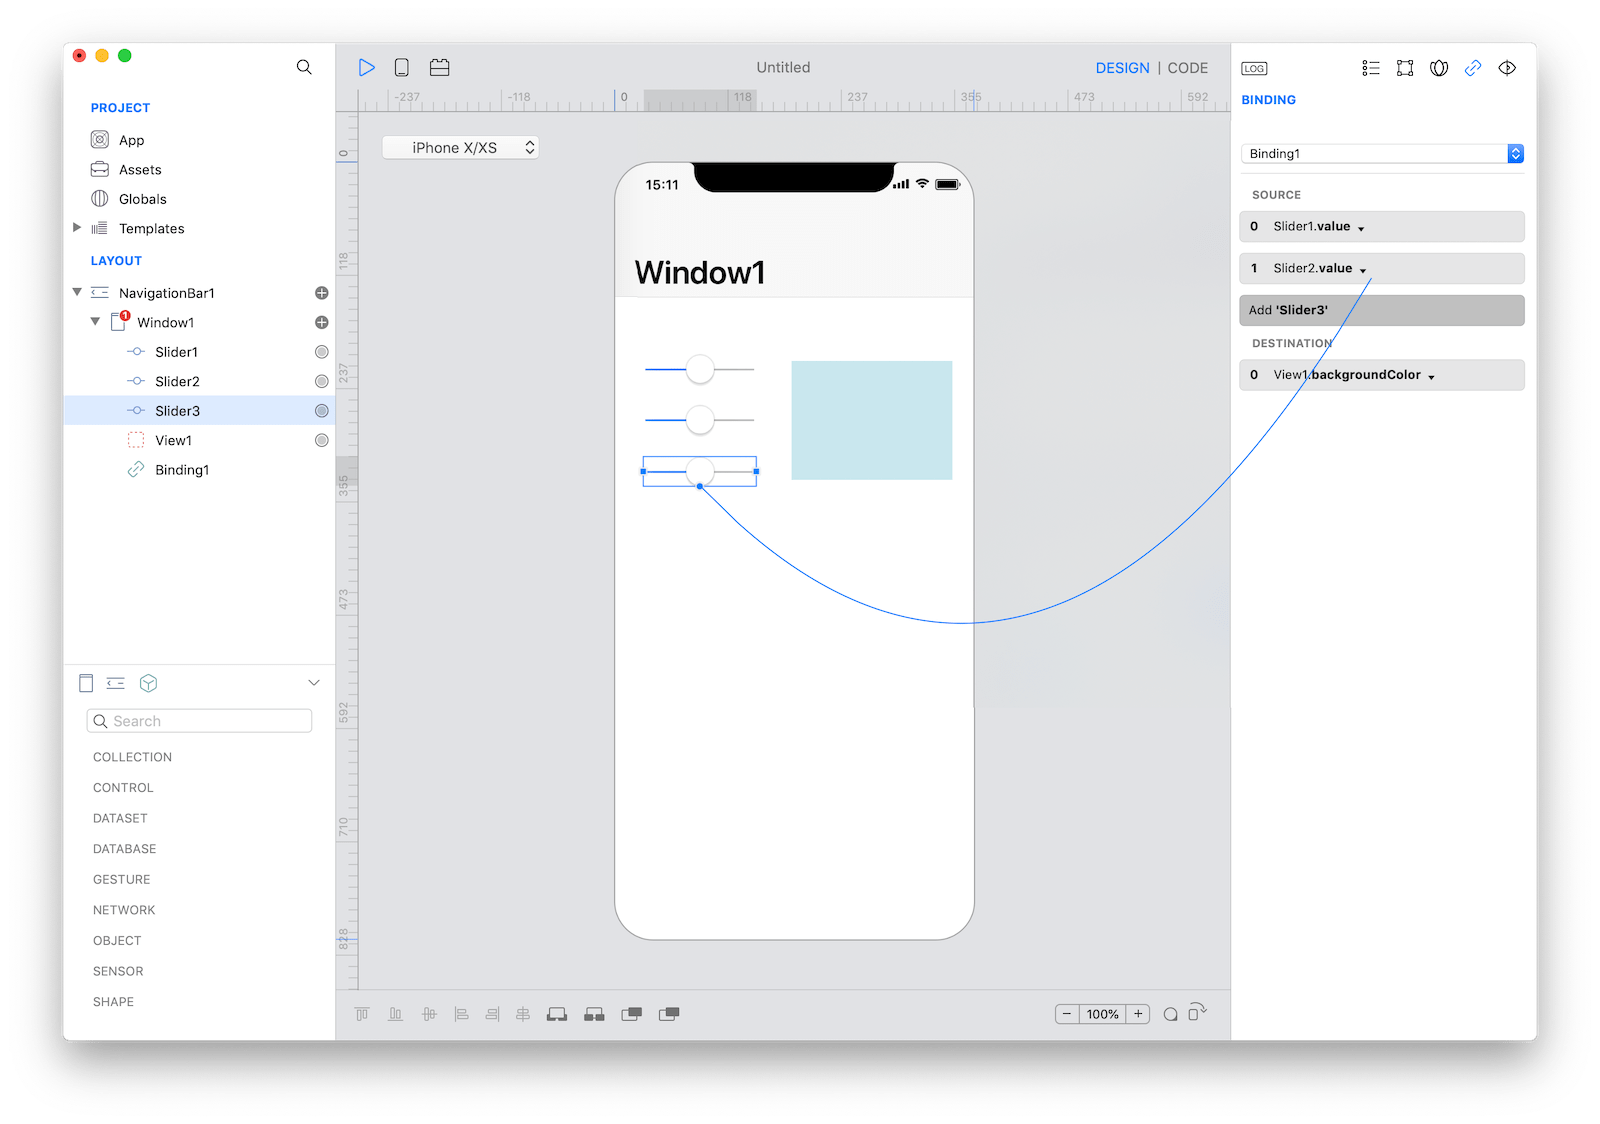 Untitled
DESIGN | CODE
LOG
PROJECT
App
Assets
Globals
Templates
LAYOUT
NavigationBar1
Window1
1
Slider1
Slider2
Slider3
View1
Binding1
Search
COLLECTION
CONTROL
DATASET
DATABASE
GESTURE
NETWORK
OBJECT
SENSOR
SHAPE
-237 -118 0 118 237 355 473 592
0
118
237
355
473
592
710
828
iPhone X/XS
15:11
Window1
100%
BINDING
Binding1
SOURCE
0 Slider1.value
1 Slider2.value
Add 'Slider3'
DESTINATION
0 View1.backgroundColor